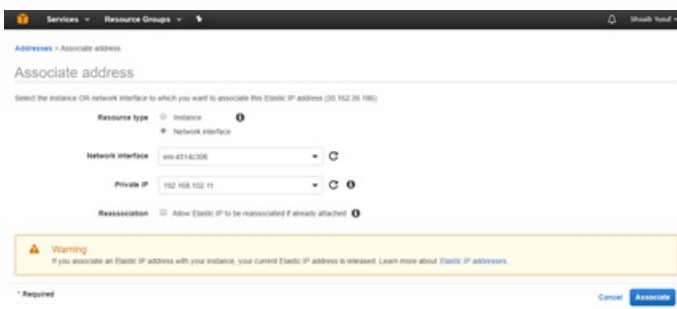 Services Resource Groups Shoaib Yusuf
Addresses > Associate address
Associate address
Select the instance OR network interface to which you want to associate this Elastic IP address (35.162.39.186)
Resource type Instance
Network interface
Network interface eni-4514c306
Private IP 192.168.102.11
Reassociation Allow Elastic IP to be reassociated if already attached
Warning
If you associate an Elastic IP address with your instance, your current Elastic IP address is released. Learn more about Elastic IP addresses.
* Required Cancel Associate